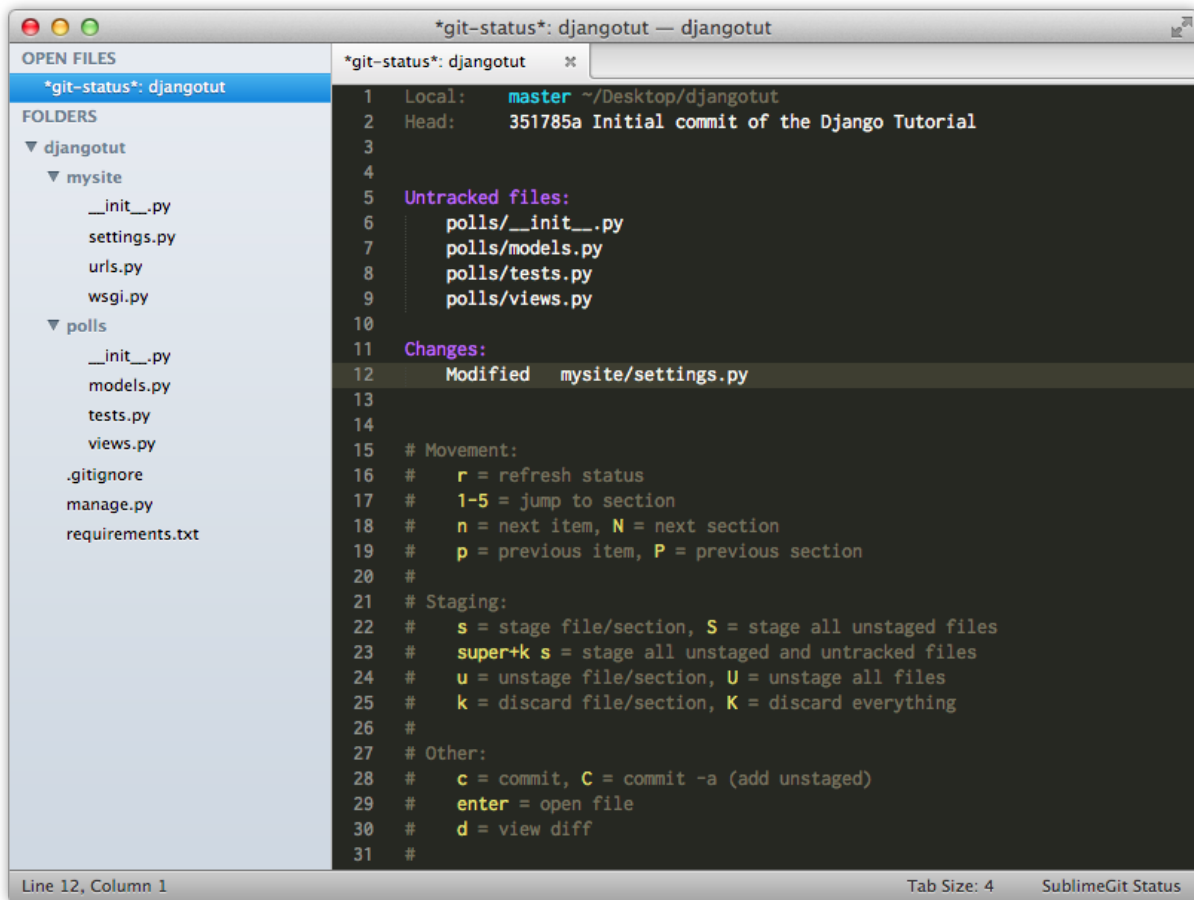 *git-status*: djangotut — djangotut
OPEN FILES
*git-status*: djangotut
FOLDERS
djangotut
mysite
__init__.py
settings.py
urls.py
wsgi.py
polls
__init__.py
models.py
tests.py
views.py
.gitignore
manage.py
requirements.txt
*git-status*: djangotut
1 Local: master ~/Desktop/djangotut
2 Head: 351785a Initial commit of the Django Tutorial
3
4
5 Untracked files:
6 polls/__init__.py
7 polls/models.py
8 polls/tests.py
9 polls/views.py
10
11 Changes:
12 Modified mysite/settings.py
13
14
15 # Movement:
16 # r = refresh status
17 # 1-5 = jump to section
18 # n = next item, N = next section
19 # p = previous item, P = previous section
20 #
21 # Staging:
22 # s = stage file/section, S = stage all unstaged files
23 # super+k s = stage all unstaged and untracked files
24 # u = unstage file/section, U = unstage all files
25 # k = discard file/section, K = discard everything
26 #
27 # Other:
28 # c = commit, C = commit -a (add unstaged)
29 # enter = open file
30 # d = view diff
31 #
Line 12, Column 1
Tab Size: 4
SublimeGit Status